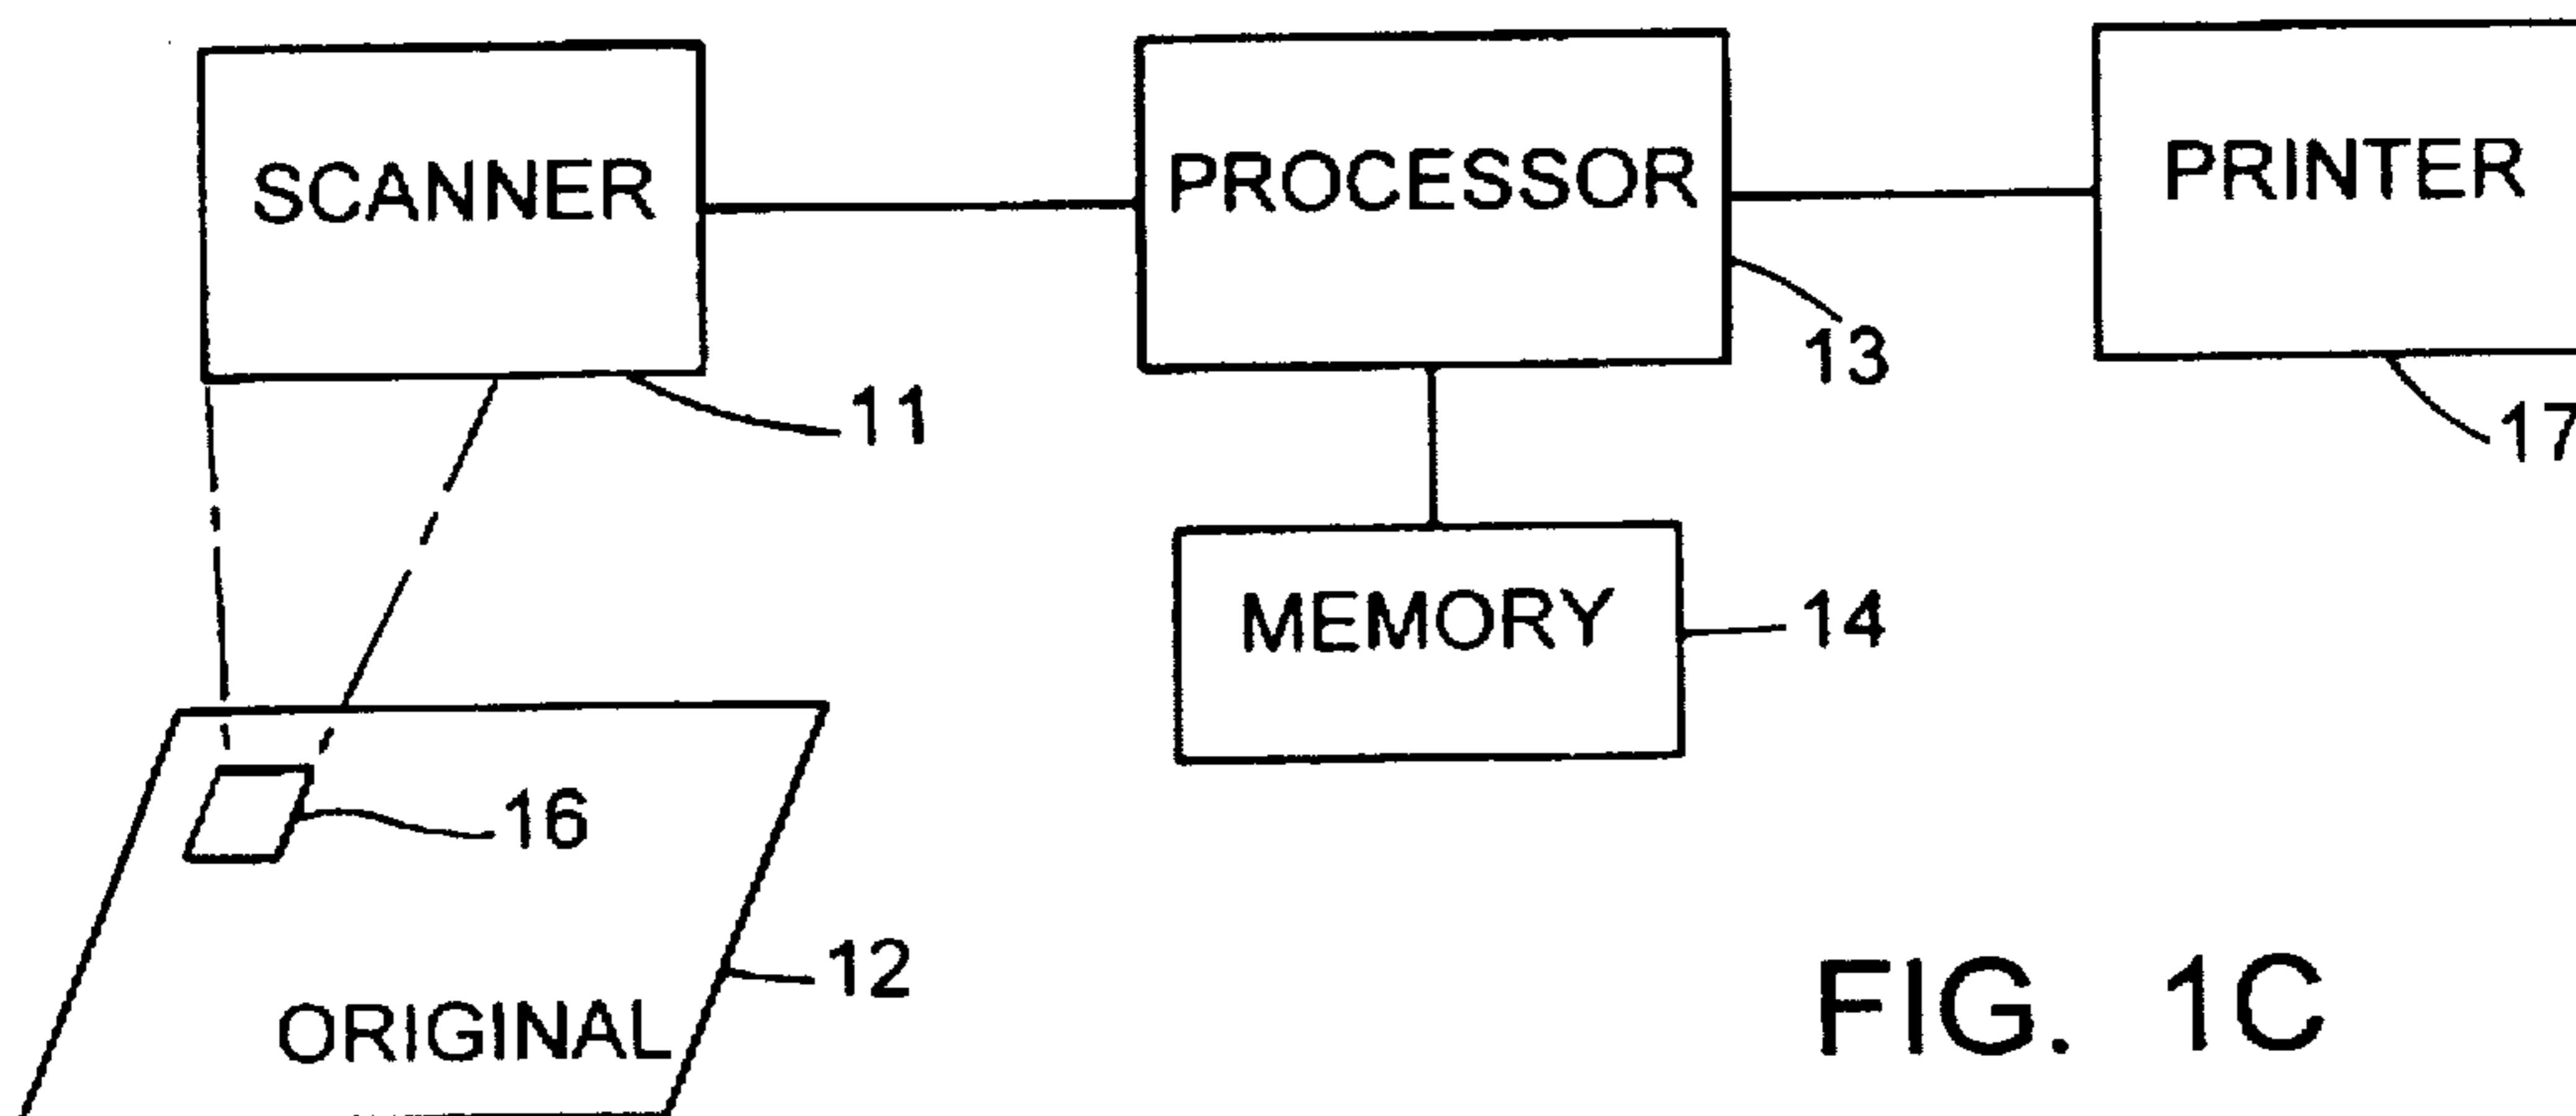 SCANNER
PROCESSOR
PRINTER
13
11
17
MEMORY
14
16
12
ORIGINAL
FIG. 1C